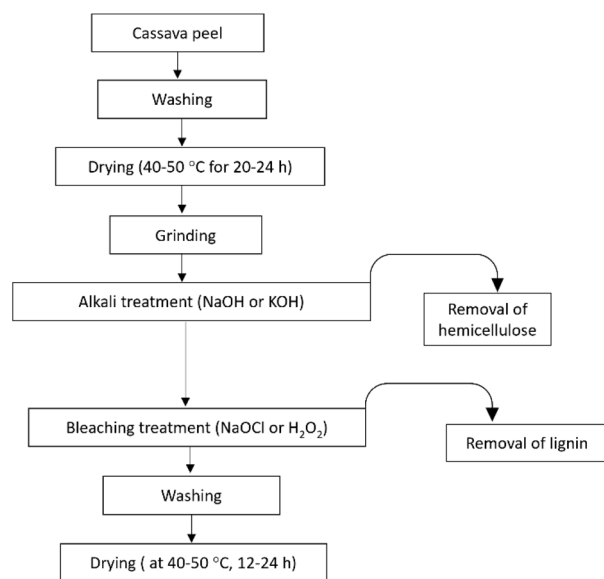 Cassava peel
Washing
Drying (40-50 °C for 20-24 h)
Grinding
Alkali treatment (NaOH or KOH)
Removal of
hemicellulose
Bleaching treatment (NaOCl or H₂O₂)
Removal of lignin
Washing
Drying ( at 40-50 °C, 12-24 h)